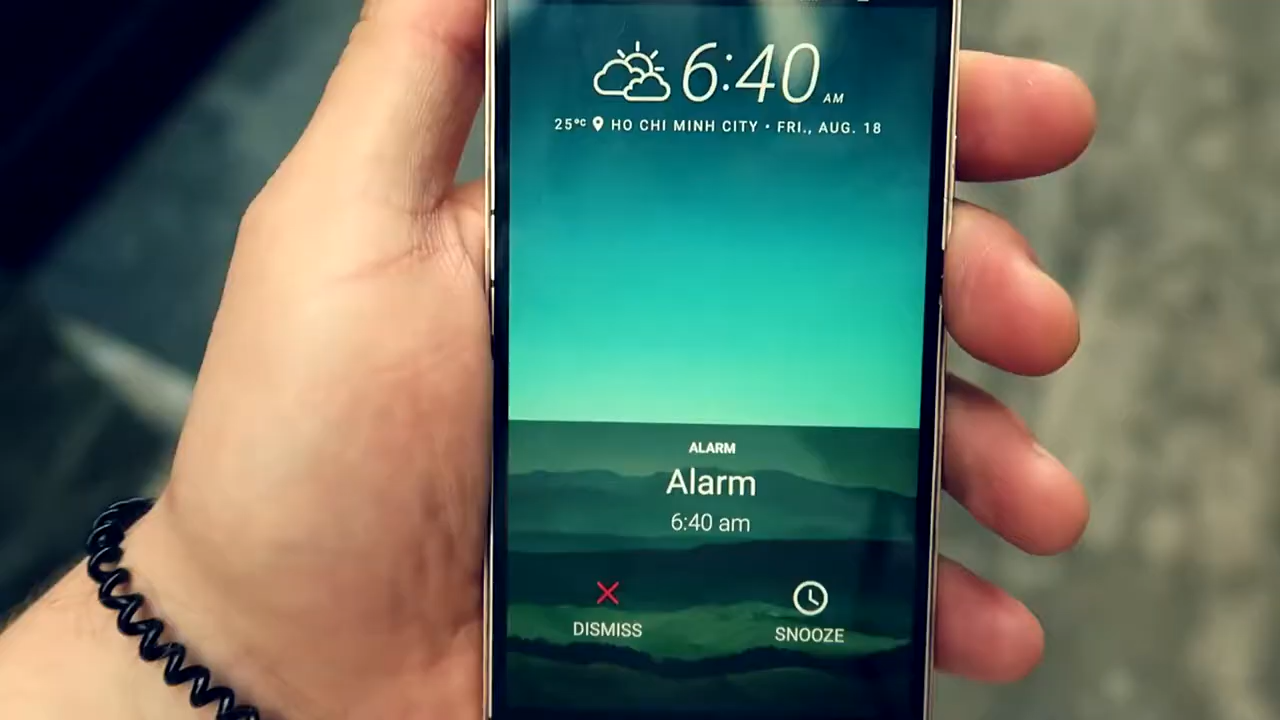 6:40 AM
25°C HO CHI MINH CITY • FRI., AUG. 18
ALARM
Alarm
6:40 am
DISMISS
SNOOZE